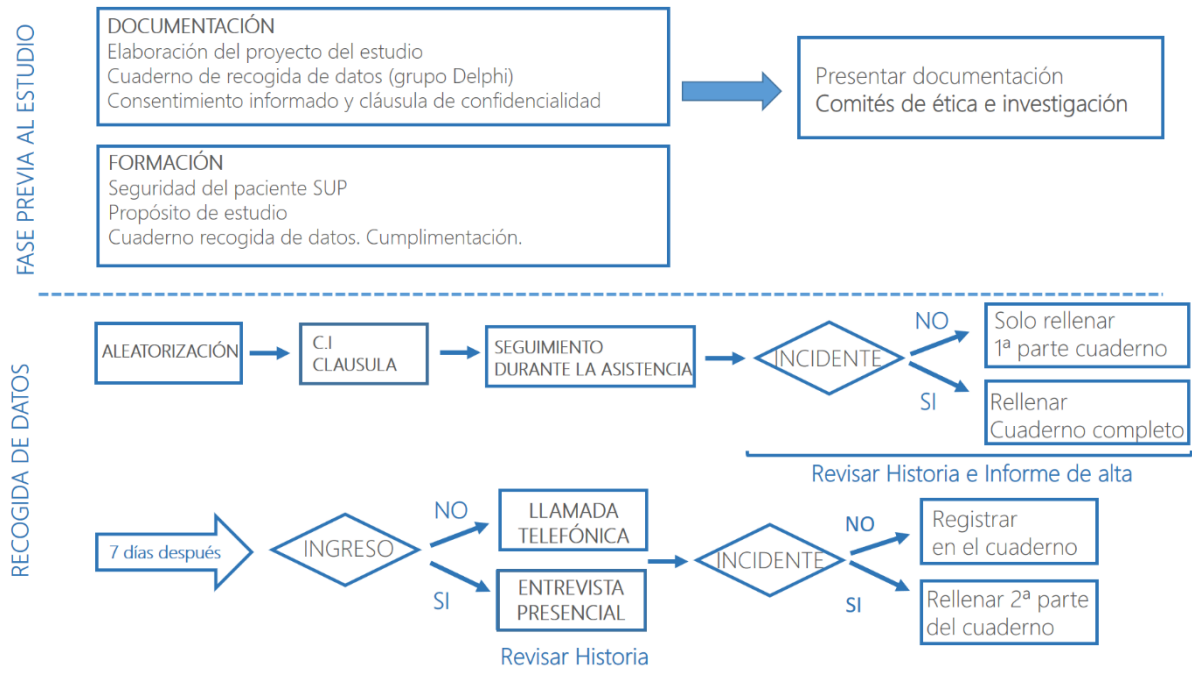 FASE PREVIA AL ESTUDIO
DOCUMENTACIÓN
Elaboración del proyecto del estudio
Cuaderno de recogida de datos (grupo Delphi)
Consentimiento informado y cláusula de confidencialidad
Presentar documentación
Comités de ética e investigación
FORMACIÓN
Seguridad del paciente SUP
Propósito de estudio
Cuaderno recogida de datos. Cumplimentación.
RECOGIDA DE DATOS
ALEATORIZACIÓN
C.I
CLAUSULA
SEGUIMIENTO
DURANTE LA ASISTENCIA
INCIDENTE
NO
Solo rellenar
1ª parte cuaderno
SI
Rellenar
Cuaderno completo
Revisar Historia e Informe de alta
7 días después
INGRESO
NO
LLAMADA
TELEFÓNICA
SI
ENTREVISTA
PRESENCIAL
Revisar Historia
INCIDENTE
NO
Registrar
en el cuaderno
SI
Rellenar 2ª parte
del cuaderno